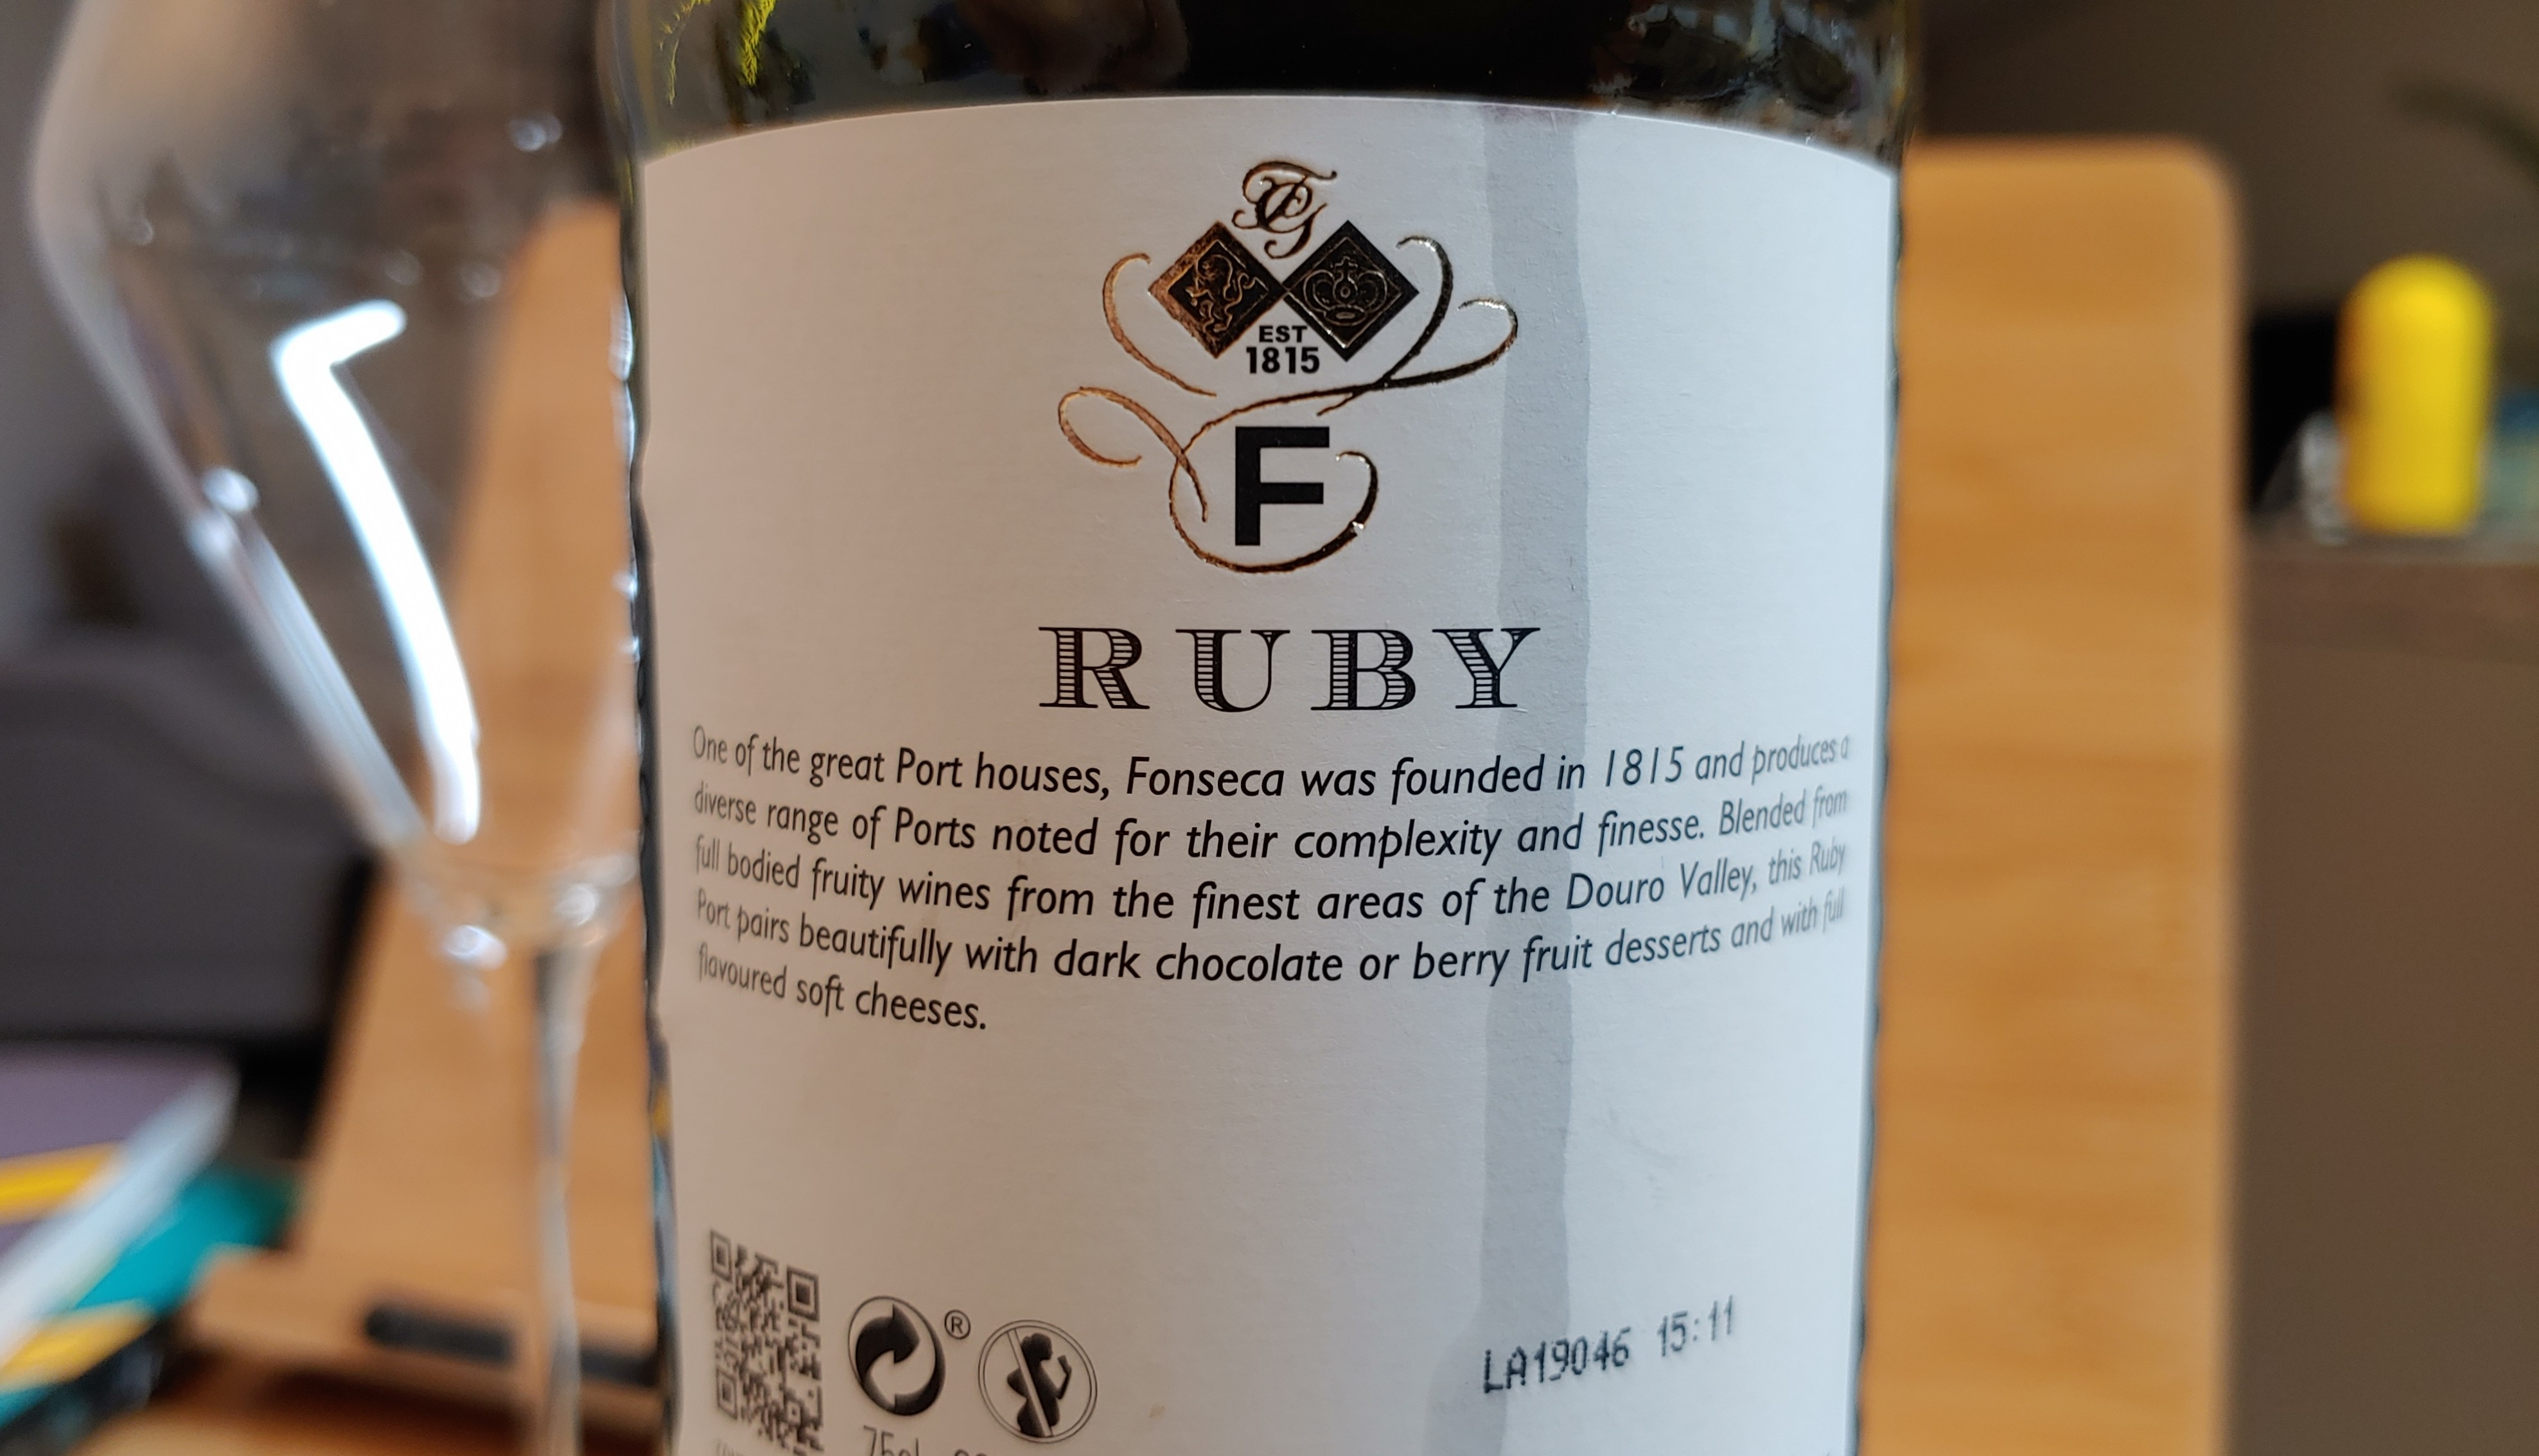 EST
1815
F
RUBY
One of the great Port houses, Fonseca was founded in 1815 and produces a
diverse range of Ports noted for their complexity and finesse. Blended from
full bodied fruity wines from the finest areas of the Douro Valley, this Ruby
Port pairs beautifully with dark chocolate or berry fruit desserts and with full
flavoured soft cheeses.
®
LA19046 15:11
75cl